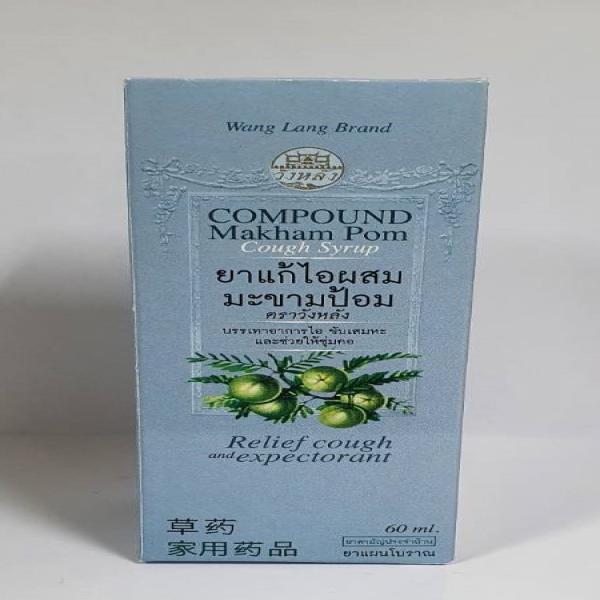 Wang Lang Brand
วังหลัง
COMPOUND
Makham Pom
Cough Syrup
ยาแก้ไอผสม
มะขามป้อม
ตราวังหลัง
บรรเทาอาการไอ ขับเสมหะ
และช่วยให้ชุ่มคอ
Relief cough
and expectorant
草药
家用药品
60 ml.
ยาสามัญประจำบ้าน
ยาแผนโบราณ